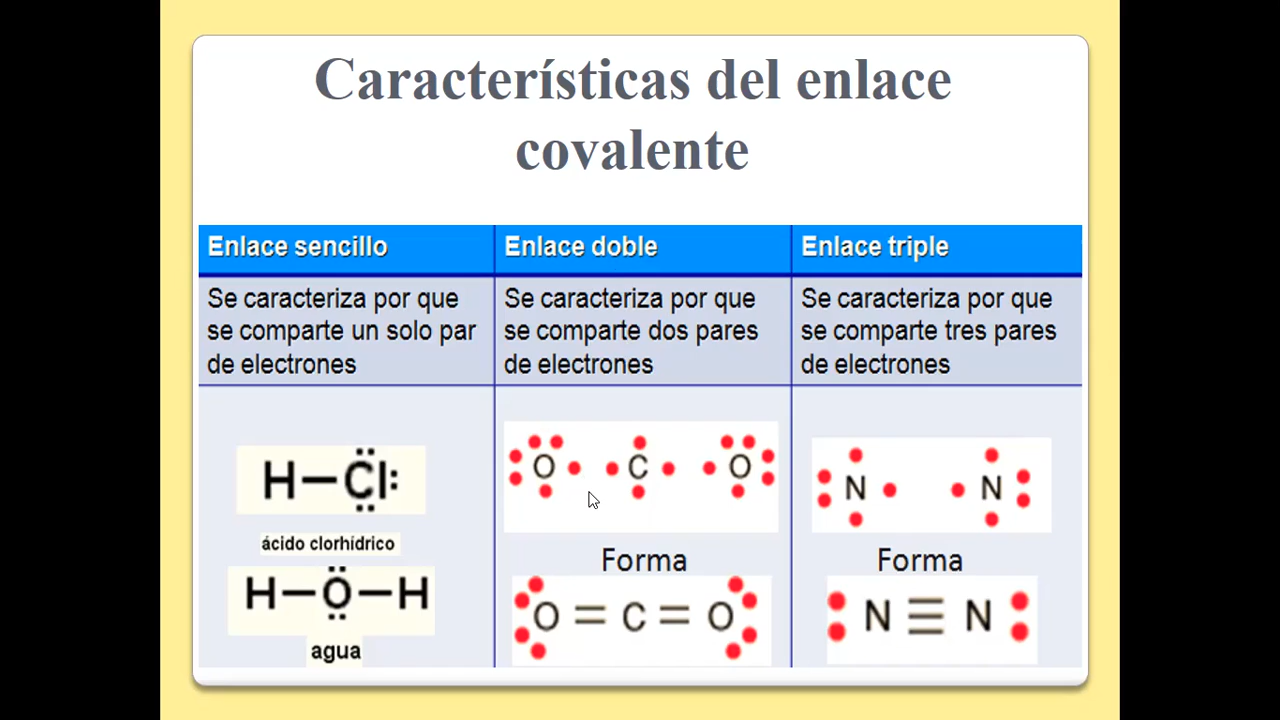 Características del enlace
covalente
Enlace sencillo
Enlace doble
Enlace triple
Se caracteriza por que
se comparte un solo par
de electrones
Se caracteriza por que
se comparte dos pares
de electrones
Se caracteriza por que
se comparte tres pares
de electrones
H—Cl:
ácido clorhídrico
H—O—H
agua
O C O
Forma
O = C = O
N N
Forma
N ≡ N